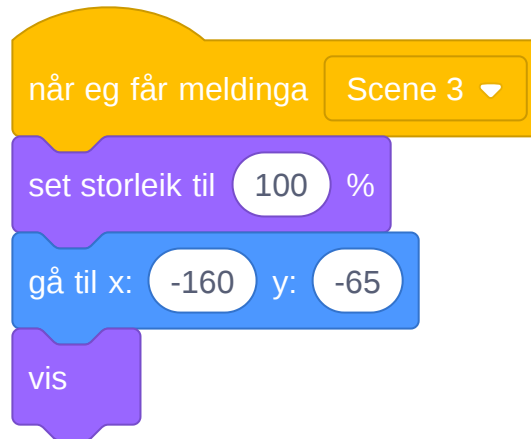 når eg får meldinga Scene 3
set storleik til 100 %
gå til x: -160 y: -65
vis